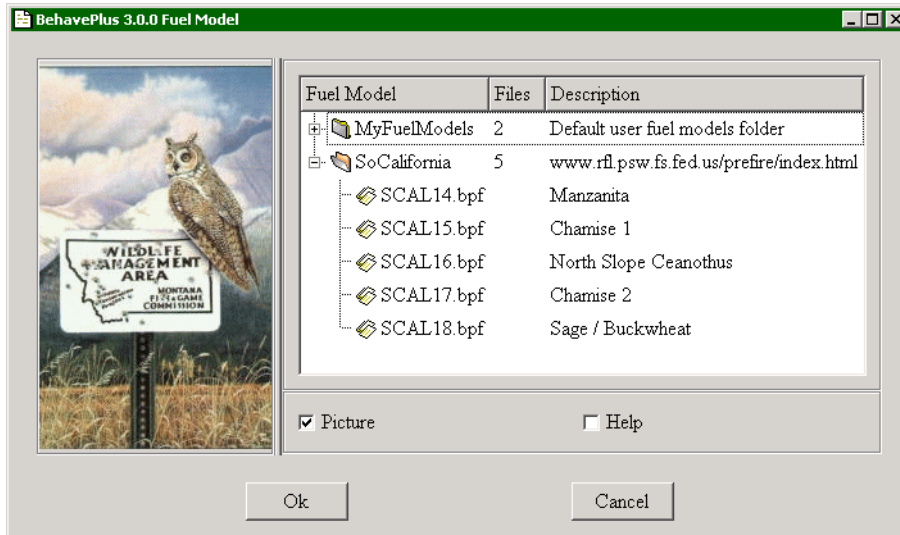 BehavePlus 3.0.0 Fuel Model
Fuel Model Files Description
MyFuelModels 2 Default user fuel models folder
SoCalifornia 5 www.rfl.psw.fs.fed.us/prefire/index.html
SCAL14.bpf Manzanita
SCAL15.bpf Chamise 1
SCAL16.bpf North Slope Ceanothus
SCAL17.bpf Chamise 2
SCAL18.bpf Sage / Buckwheat
WILDLIFE
MANAGEMENT
AREA
MONTANA
FISH & GAME
COMMISSION
Picture Help
Ok Cancel